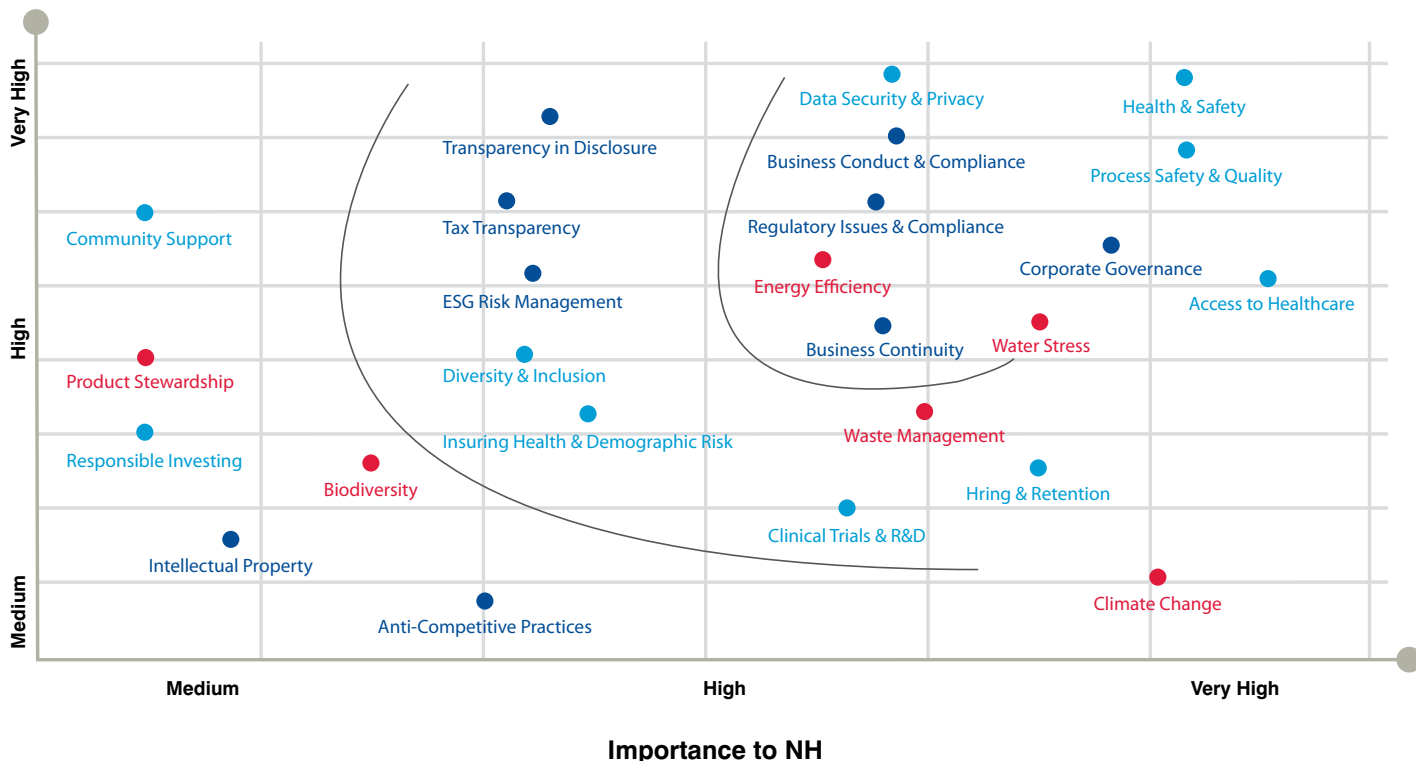 Very High
High
Medium
Data Security & Privacy
Health & Safety
Transparency in Disclosure
Business Conduct & Compliance
Process Safety & Quality
Community Support
Tax Transparency
Regulatory Issues & Compliance
Corporate Governance
Energy Efficiency
ESG Risk Management
Access to Healthcare
Business Continuity
Water Stress
Product Stewardship
Diversity & Inclusion
Insuring Health & Demographic Risk
Waste Management
Responsible Investing
Biodiversity
Hring & Retention
Clinical Trials & R&D
Intellectual Property
Climate Change
Anti-Competitive Practices
Medium
High
Very High
Importance to NH